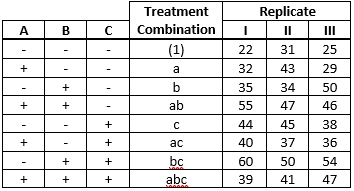 Treatment Replicate
A B C Combination I II III
- - - (1) 22 31 25
+ - - a 32 43 29
- + - b 35 34 50
+ + - ab 55 47 46
- - + c 44 45 38
+ - + ac 40 37 36
- + + bc 60 50 54
+ + + abc 39 41 47